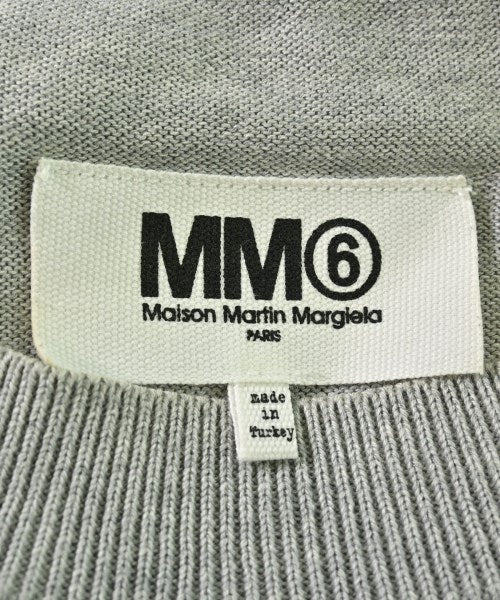 MM⑥
Maison Martin Margiela
PARIS
made
in
Turkey